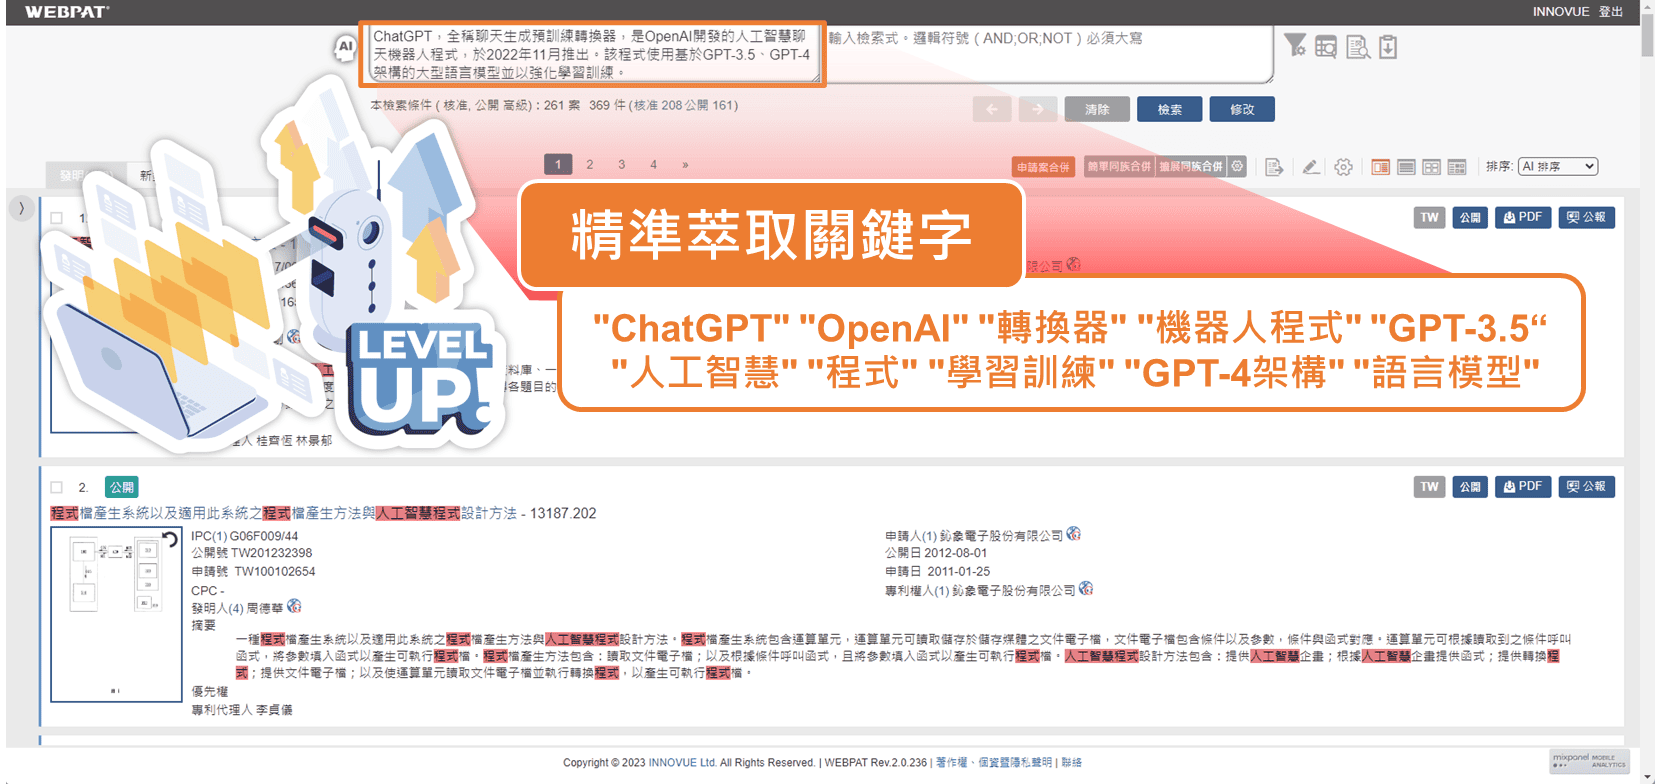 WEBPAT
INNOVUE 登出
AI
ChatGPT，全稱聊天生成預訓練轉換器，是OpenAI開發的人工智慧聊
天機器人程式，於2022年11月推出。該程式使用基於GPT-3.5、GPT-4
架構的大型語言模型並以強化學習訓練。
輸入檢索式。邏輯符號（AND;OR;NOT）必須大寫
本檢索條件 ( 核准, 公開 高級)：261 案 369 件 (核准 208 公開 161)
清除
檢索
修改
1 2 3 4 »
申請案合併
簡單同族合併 擴展同族合併
排序: AI 排序
發明
新
1.
TW 公開 PDF 公報
精準萃取關鍵字
限公司
"ChatGPT" "OpenAI" "轉換器" "機器人程式" "GPT-3.5“
"人工智慧" "程式" "學習訓練" "GPT-4架構" "語言模型"
LEVEL
UP!
料庫、一
各題目的
理人 桂齊恆 林景郁
2. 公開
TW 公開 PDF 公報
程式檔產生系統以及適用此系統之程式檔產生方法與人工智慧程式設計方法 - 13187.202
IPC(1) G06F009/44
公開號 TW201232398
申請號 TW100102654
CPC -
發明人(4) 周德華
摘要
申請人(1) 鈊象電子股份有限公司
公開日 2012-08-01
申請日 2011-01-25
專利權人(1) 鈊象電子股份有限公司
一種程式檔產生系統以及適用此系統之程式檔產生方法與人工智慧程式設計方法。程式檔產生系統包含運算單元，運算單元可讀取儲存於儲存媒體之文件電子檔，文件電子檔包含條件以及參數，條件與函式對應。運算單元可根據讀取到之條件呼叫
函式，將參數填入函式以產生可執行程式檔。程式檔產生方法包含：讀取文件電子檔；以及根據條件呼叫函式，且將參數填入函式以產生可執行程式檔。人工智慧程式設計方法包含：提供人工智慧企畫；根據人工智慧企畫提供函式；提供轉換程
式；提供文件電子檔；以及使運算單元讀取文件電子檔並執行轉換程式，以產生可執行程式檔。
優先權
專利代理人 李貞儀
Copyright © 2023 INNOVUE Ltd. All Rights Reserved. | WEBPAT Rev.2.0.236 | 著作權、個資暨隱私聲明 | 聯絡
mixpanel MOBILE
ANALYTICS